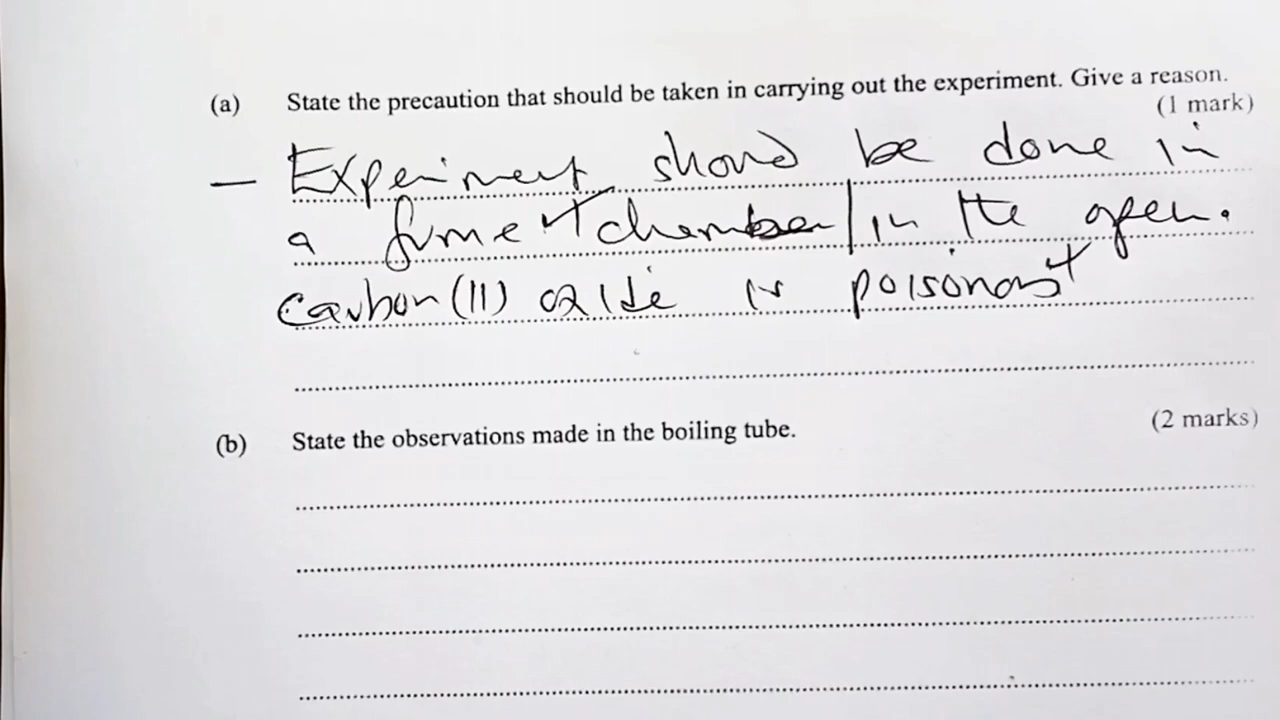 (a) State the precaution that should be taken in carrying out the experiment. Give a reason.
(1 mark)
- Experiment should be done in
a fume chamber/in the open.
Carbon(II) oxide is poisonous
(b) State the observations made in the boiling tube.
(2 marks)